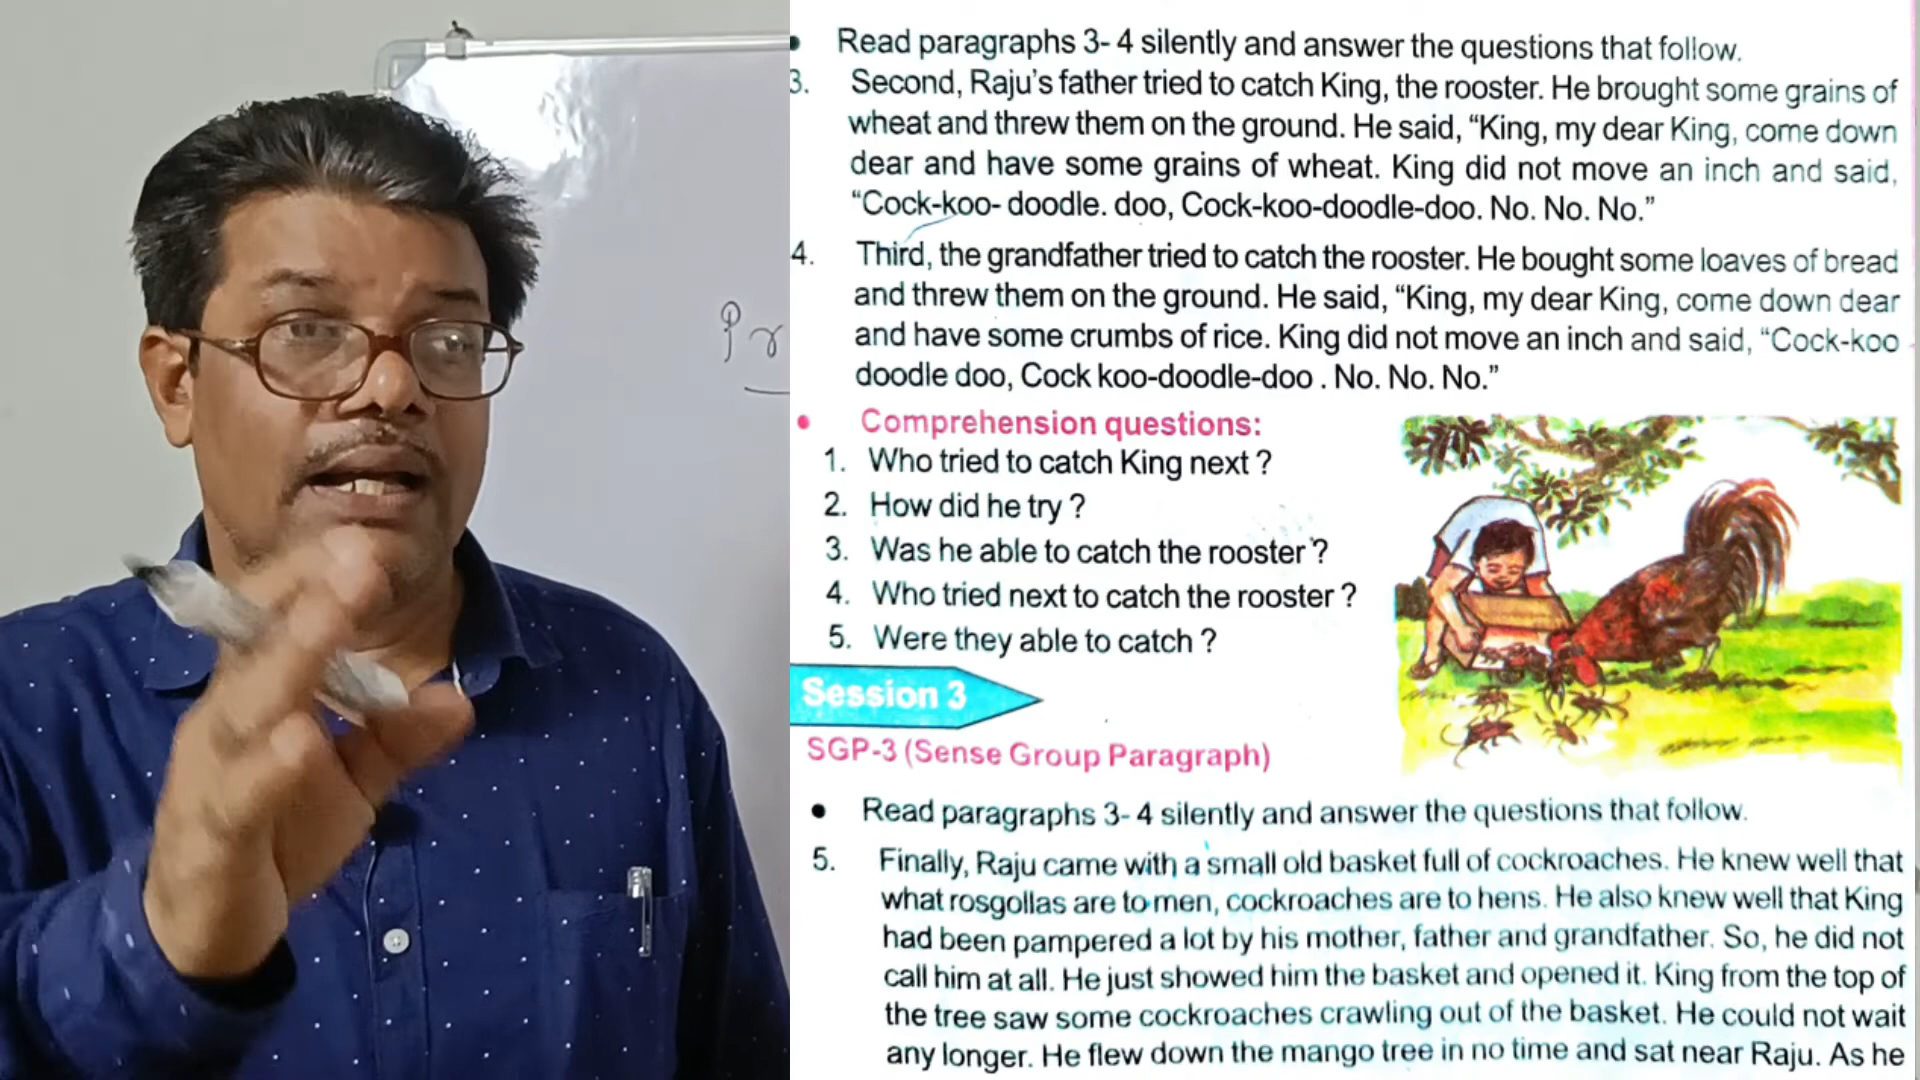 Pr
• Read paragraphs 3- 4 silently and answer the questions that follow.
3. Second, Raju's father tried to catch King, the rooster. He brought some grains of
wheat and threw them on the ground. He said, “King, my dear King, come down
dear and have some grains of wheat. King did not move an inch and said,
“Cock-koo- doodle. doo, Cock-koo-doodle-doo. No. No. No.”
4. Third, the grandfather tried to catch the rooster. He bought some loaves of bread
and threw them on the ground. He said, “King, my dear King, come down dear
and have some crumbs of rice. King did not move an inch and said, “Cock-koo
doodle doo, Cock koo-doodle-doo . No. No. No.”
• Comprehension questions:
1. Who tried to catch King next ?
2. How did he try ?
3. Was he able to catch the rooster ?
4. Who tried next to catch the rooster ?
5. Were they able to catch ?
Session 3
SGP-3 (Sense Group Paragraph)
• Read paragraphs 3- 4 silently and answer the questions that follow.
5. Finally, Raju came with a small old basket full of cockroaches. He knew well that
what rosgollas are to men, cockroaches are to hens. He also knew well that King
had been pampered a lot by his mother, father and grandfather. So, he did not
call him at all. He just showed him the basket and opened it. King from the top of
the tree saw some cockroaches crawling out of the basket. He could not wait
any longer. He flew down the mango tree in no time and sat near Raju. As he